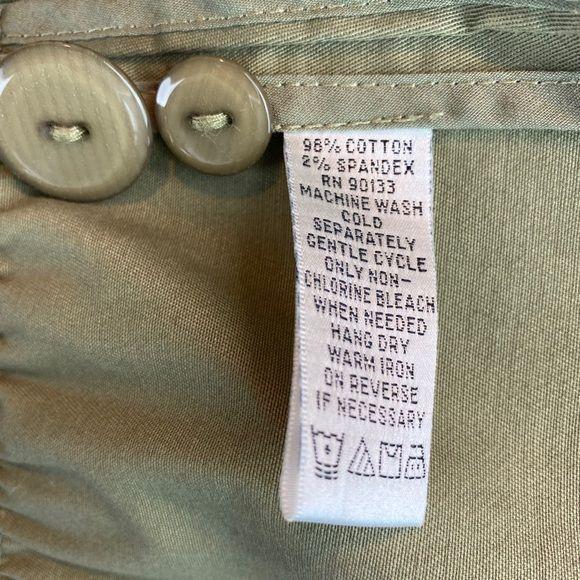 98% COTTON
2% SPANDEX
RN 90133
MACHINE WASH
COLD
SEPARATELY
GENTLE CYCLE
ONLY NON-
CHLORINE BLEACH
WHEN NEEDED
HANG DRY
WARM IRON
ON REVERSE
IF NECESSARY